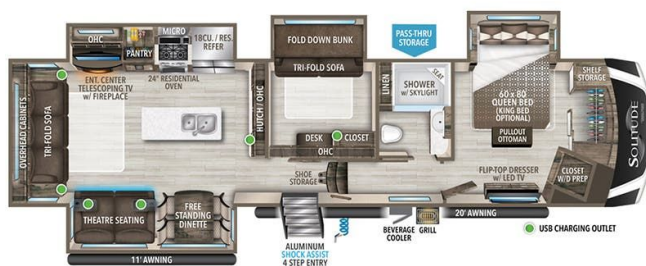 OHC
PANTRY
MICRO
18CU. / RES.
REFER
ENT. CENTER
TELESCOPING TV
w/ FIREPLACE
24" RESIDENTIAL
OVEN
OVERHEAD CABINETS
TRI-FOLD SOFA
THEATRE SEATING
FREE
STANDING
DINETTE
11' AWNING
HUTCH / OHC
FOLD DOWN BUNK
TRI-FOLD SOFA
DESK
CLOSET
OHC
SHOE
STORAGE
ALUMINUM
SHOCK ASSIST
4 STEP ENTRY
PASS-THRU
STORAGE
LINEN
SHOWER
w/ SKYLIGHT
SEAT
BEVERAGE
COOLER
GRILL
20' AWNING
60 x 80
QUEEN BED
(KING BED
OPTIONAL)
PULLOUT
OTTOMAN
FLIP-TOP DRESSER
w/ LED TV
SHELF
STORAGE
CLOSET
W/D PREP
SOLITUDE
USB CHARGING OUTLET